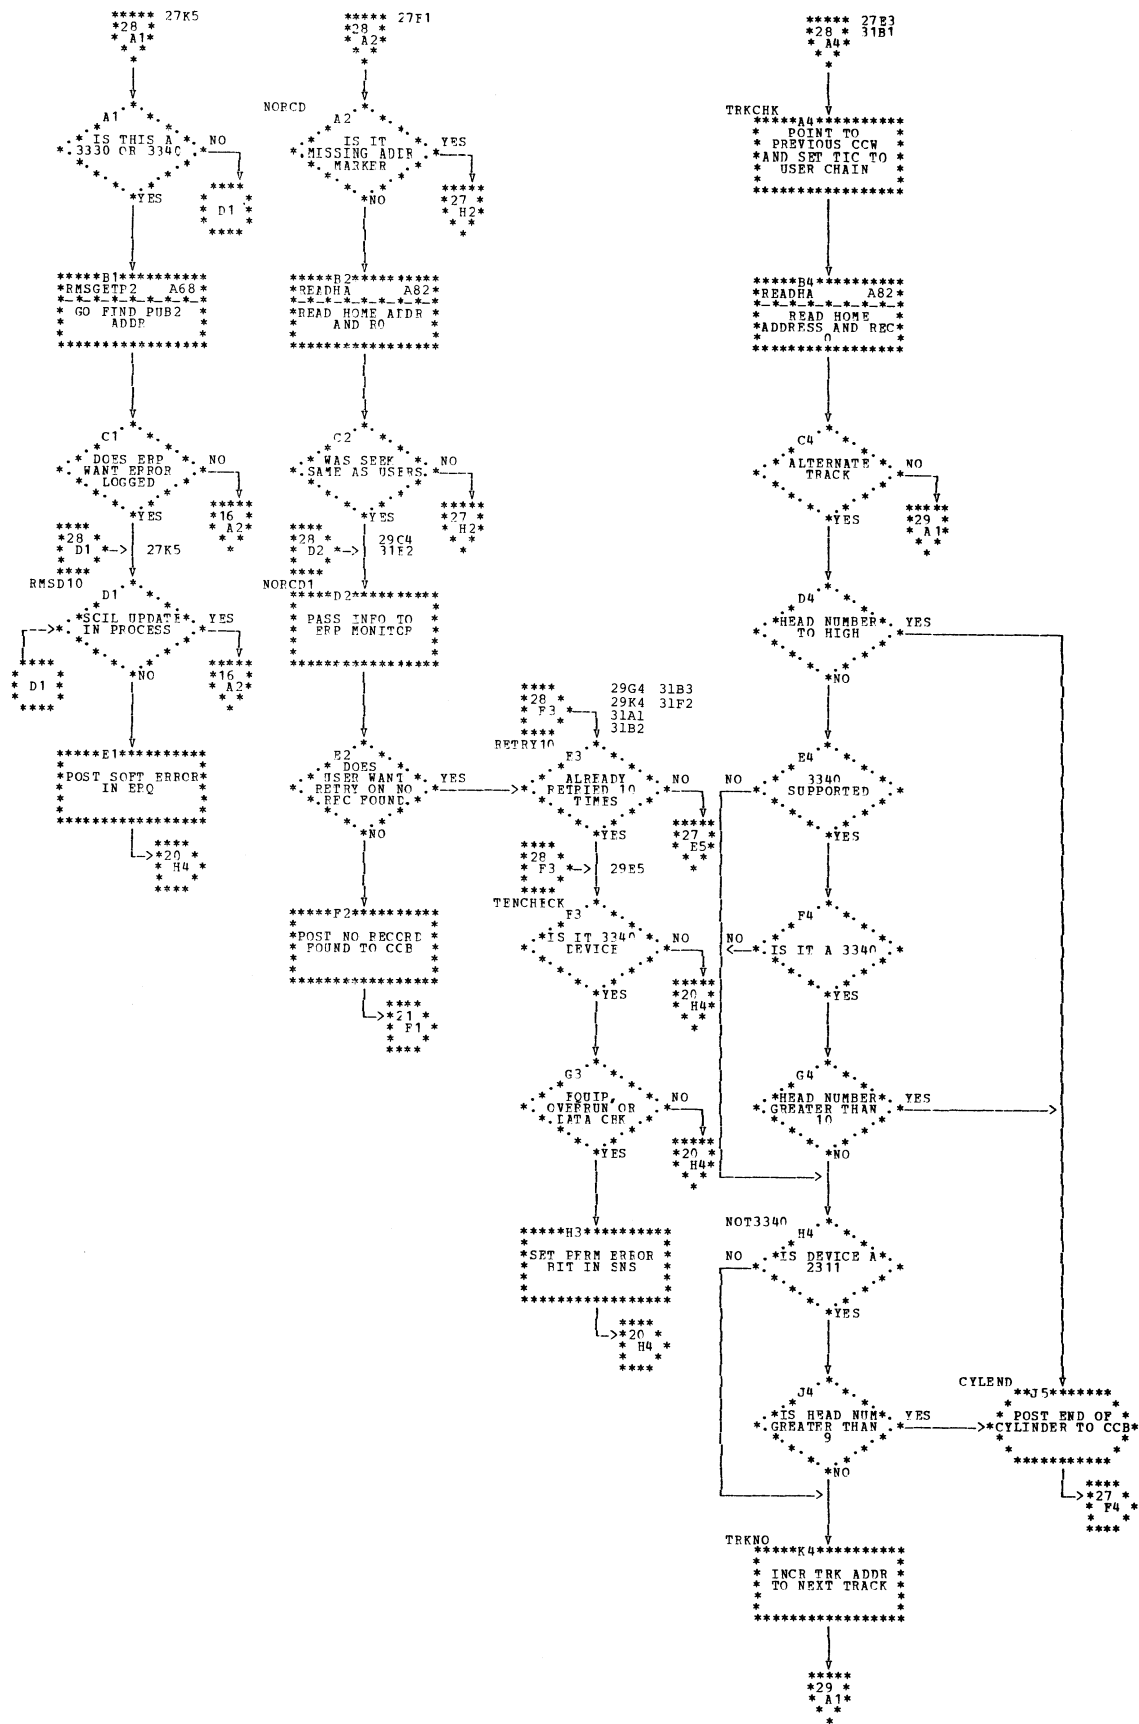 27K5
28
A1
A1
IS THIS A
3330 OR 3340
NO
YES
D1
B1
RMSGETP2 A68
GO FIND PUB2
ADDR
C1
DOES ERP
WANT ERROR
LOGGED
NO
YES
16
A2
28
D1
27K5
RMSD10
D1
SCIL UPDATE
IN PROCESS
YES
NO
D1
16
A2
E1
POST SOFT ERROR
IN ERQ
20
H4
27F1
28
A2
NORCD
A2
IS IT
MISSING ADDR
MARKER
YES
NO
27
H2
B2
READHA A82
READ HOME ADDR
AND R0
C2
WAS SEEK
SAME AS USERS
NO
YES
27
H2
28
D2
29C4
31E2
NORCD1
D2
PASS INFO TO
ERP MONITOR
E2
DOES
USER WANT
RETRY ON NO
REC FOUND
YES
NO
F2
POST NO RECORD
FOUND TO CCB
21
F1
28
F3
29G4 31B3
29K4 31F2
31A1
31B2
RETRY10
E3
ALREADY
RETRIED 10
TIMES
NO
YES
27
E5
28
F3
29E5
TENCHECK
F3
IS IT 3340
DEVICE
NO
YES
20
H4
G3
EQUIP,
OVERRUN OR
DATA CHK
NO
YES
20
H4
H3
SET PERM ERROR
BIT IN SNS
20
H4
27E3
31B1
28
A4
TRKCHK
A4
POINT TO
PREVIOUS CCW
AND SET TIC TO
USER CHAIN
B4
READHA A82
READ HOME
ADDRESS AND REC
0
C4
ALTERNATE
TRACK
NO
YES
29
A1
D4
HEAD NUMBER
TO HIGH
YES
NO
E4
3340
SUPPORTED
NO
YES
F4
IS IT A 3340
NO
YES
G4
HEAD NUMBER
GREATER THAN
10
YES
NO
NOT3340
H4
IS DEVICE A
2311
NO
YES
J4
IS HEAD NUM
GREATER THAN
9
YES
NO
CYLEND
J5
POST END OF
CYLINDER TO CCB
27
F4
TRKNO
K4
INCR TRK ADDR
TO NEXT TRACK
29
A1